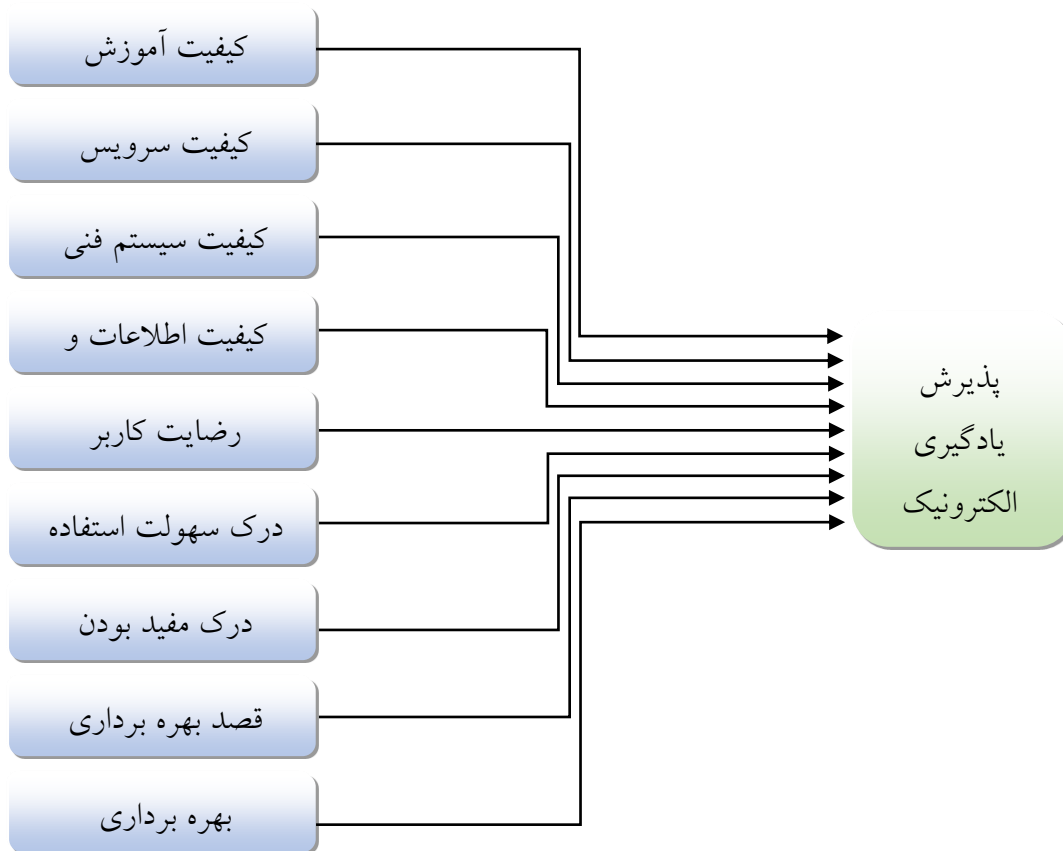 کیفیت آموزش
کیفیت سرویس
کیفیت سیستم فنی
کیفیت اطلاعات و
رضایت کاربر
درک سهولت استفاده
درک مفید بودن
قصد بهره برداری
بهره برداری
پذیرش
یادگیری
الکترونیک